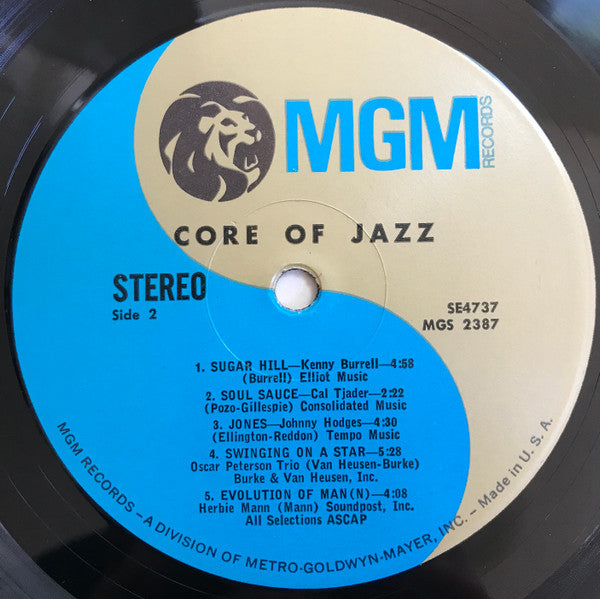 MGM
RECORDS
CORE OF JAZZ
STEREO
Side 2
SE4737
MGS 2387
1. SUGAR HILL—Kenny Burrell—4:58
(Burrell) Elliot Music
2. SOUL SAUCE—Cal Tjader—2:22
(Pozo-Gillespie) Consolidated Music
3. JONES—Johnny Hodges—4:30
(Ellington-Reddon) Tempo Music
4. SWINGING ON A STAR—5:28
Oscar Peterson Trio (Van Heusen-Burke)
Burke & Van Heusen, Inc.
5. EVOLUTION OF MAN(N)—4:08
Herbie Mann (Mann) Soundpost, Inc.
All Selections ASCAP
MGM RECORDS – A DIVISION OF METRO-GOLDWYN-MAYER, INC. – Made in U. S. A.